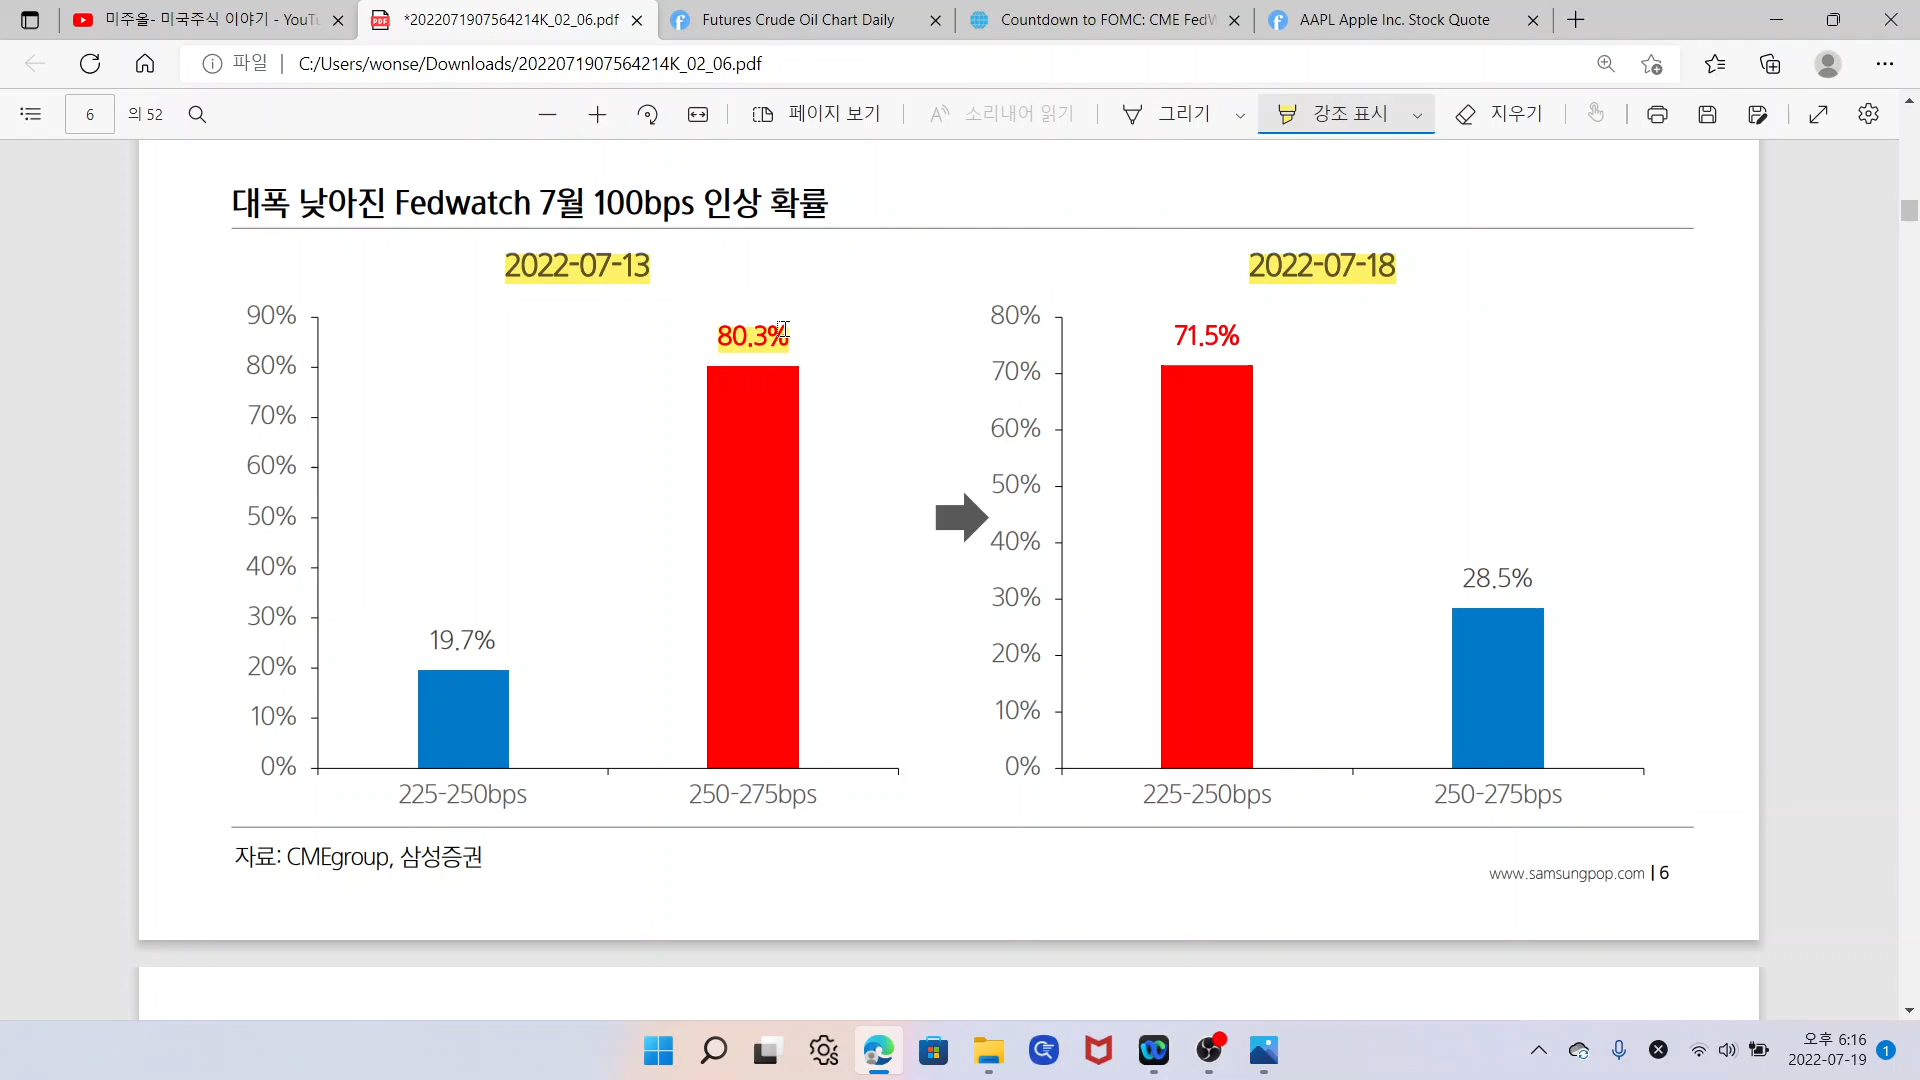 미주올- 미국주식 이야기 - YouTu
*2022071907564214K_02_06.pdf
Futures Crude Oil Chart Daily
Countdown to FOMC: CME FedW
AAPL Apple Inc. Stock Quote
파일
C:/Users/wonse/Downloads/2022071907564214K_02_06.pdf
6
의 52
페이지 보기
소리내어 읽기
그리기
강조 표시
지우기
대폭 낮아진 Fedwatch 7월 100bps 인상 확률
2022-07-13
90%
80%
70%
60%
50%
40%
30%
20%
10%
0%
19.7%
80.3%
225-250bps
250-275bps
2022-07-18
80%
70%
60%
50%
40%
30%
20%
10%
0%
71.5%
28.5%
225-250bps
250-275bps
자료: CMEgroup, 삼성증권
www.samsungpop.com | 6
오후 6:16
2022-07-19
1